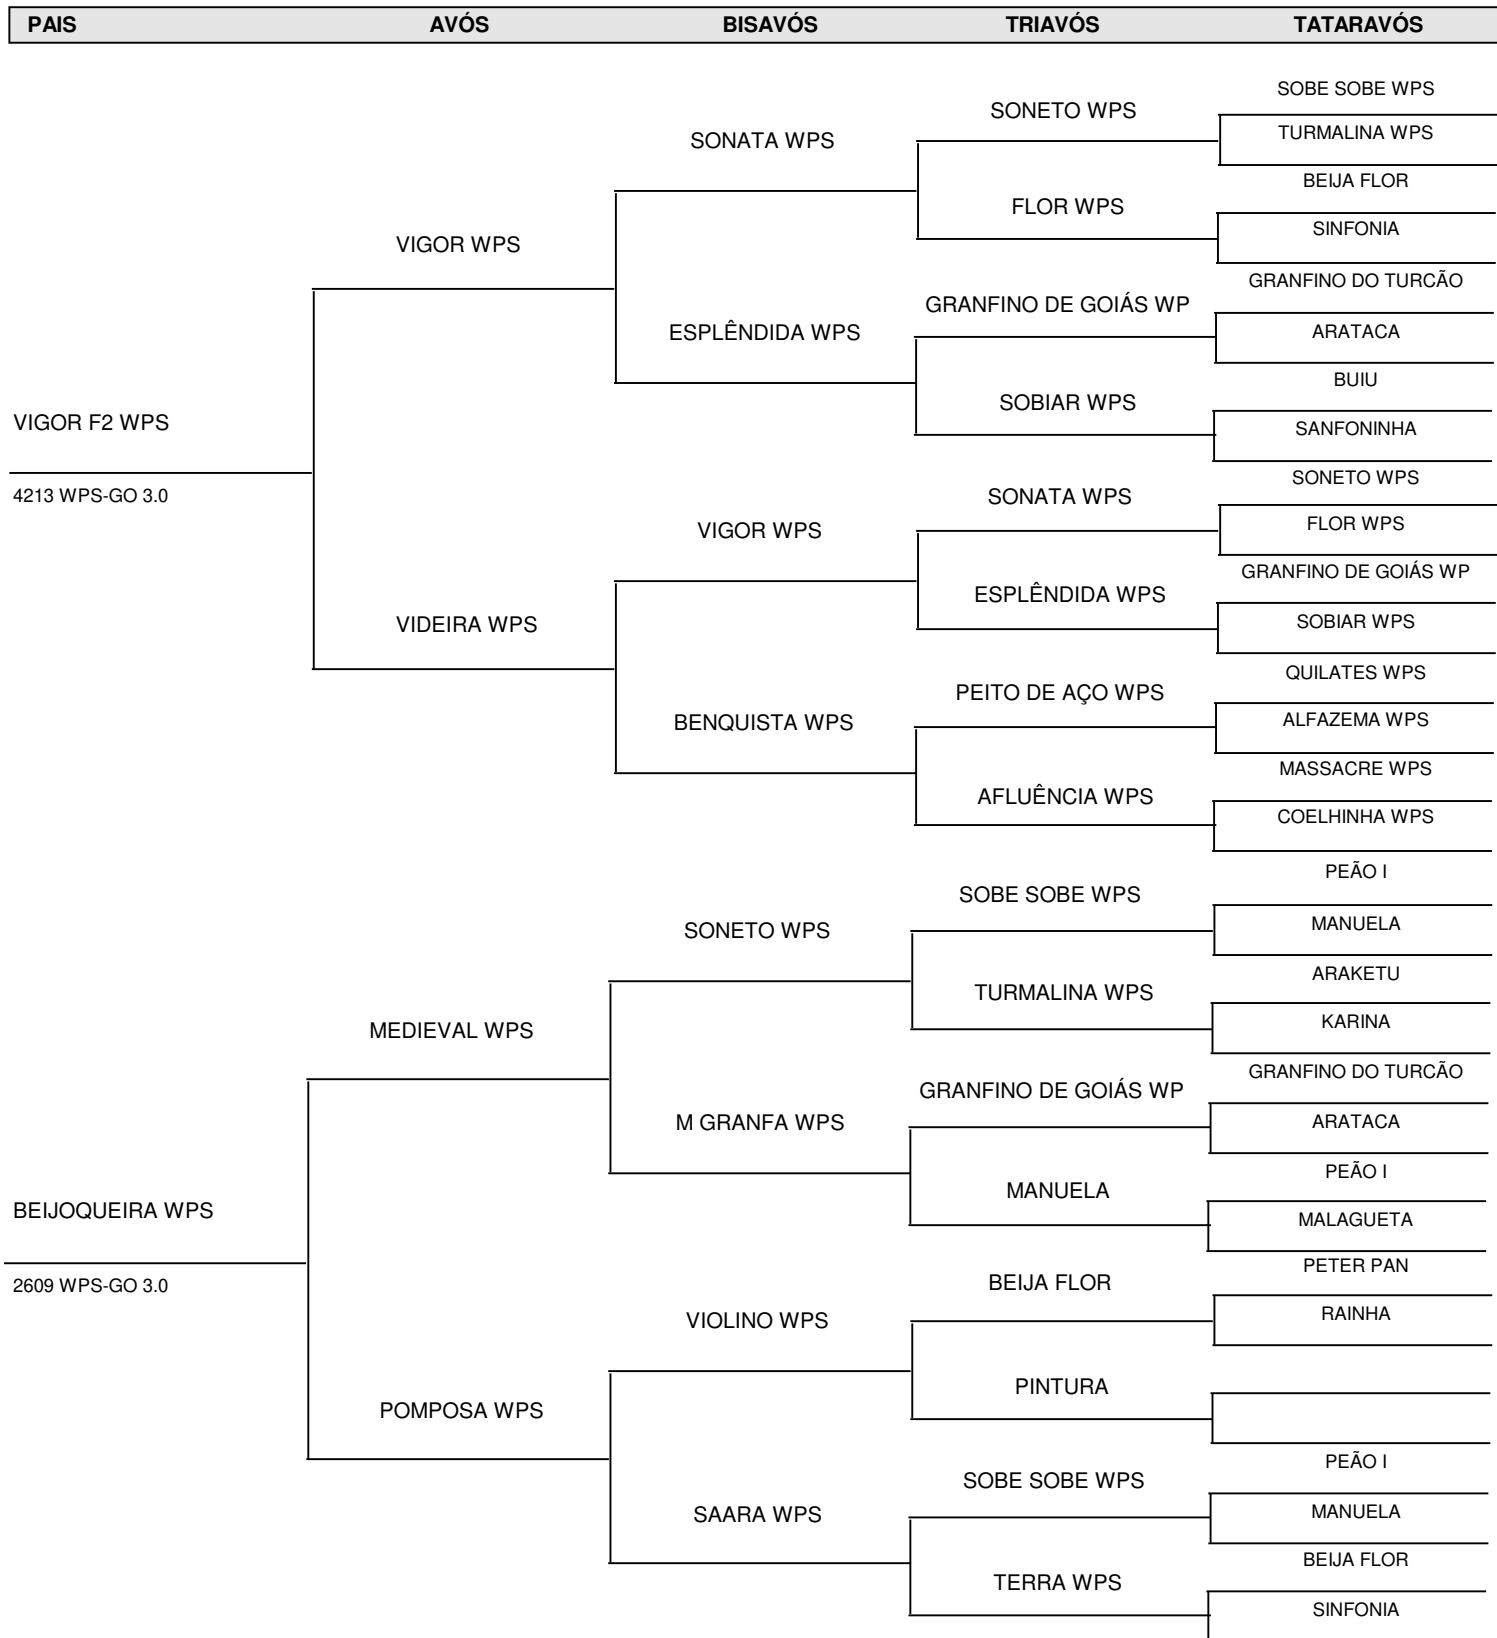 PAIS AVÓS BISAVÓS TRIAVÓS TATARAVÓS
SOBE SOBE WPS
SONETO WPS
TURMALINA WPS
SONATA WPS
BEIJA FLOR
FLOR WPS
SINFONIA
VIGOR WPS
GRANFINO DO TURCÃO
GRANFINO DE GOIÁS WP
ARATACA
ESPLÊNDIDA WPS
BUIU
SOBIAR WPS
SANFONINHA
VIGOR F2 WPS
4213 WPS-GO 3.0
SONETO WPS
SONATA WPS
FLOR WPS
VIGOR WPS
GRANFINO DE GOIÁS WP
ESPLÊNDIDA WPS
SOBIAR WPS
VIDEIRA WPS
QUILATES WPS
PEITO DE AÇO WPS
ALFAZEMA WPS
BENQUISTA WPS
MASSACRE WPS
AFLUÊNCIA WPS
COELHINHA WPS
PEÃO I
SOBE SOBE WPS
MANUELA
SONETO WPS
ARAKETU
TURMALINA WPS
KARINA
MEDIEVAL WPS
GRANFINO DO TURCÃO
GRANFINO DE GOIÁS WP
ARATACA
M GRANFA WPS
PEÃO I
MANUELA
MALAGUETA
BEIJOQUEIRA WPS
2609 WPS-GO 3.0
PETER PAN
BEIJA FLOR
RAINHA
VIOLINO WPS
PINTURA
POMPOSA WPS
PEÃO I
SOBE SOBE WPS
MANUELA
SAARA WPS
BEIJA FLOR
TERRA WPS
SINFONIA